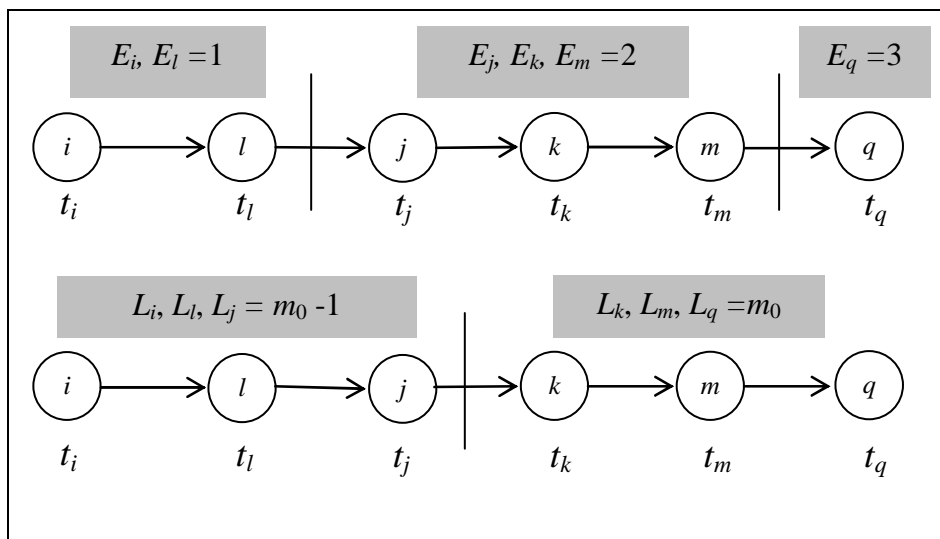 E_i, E_l =1 E_j, E_k, E_m =2 E_q =3
i l j k m q
t_i t_l t_j t_k t_m t_q
L_i, L_l, L_j = m_0 -1 L_k, L_m, L_q =m_0
i l j k m q
t_i t_l t_j t_k t_m t_q